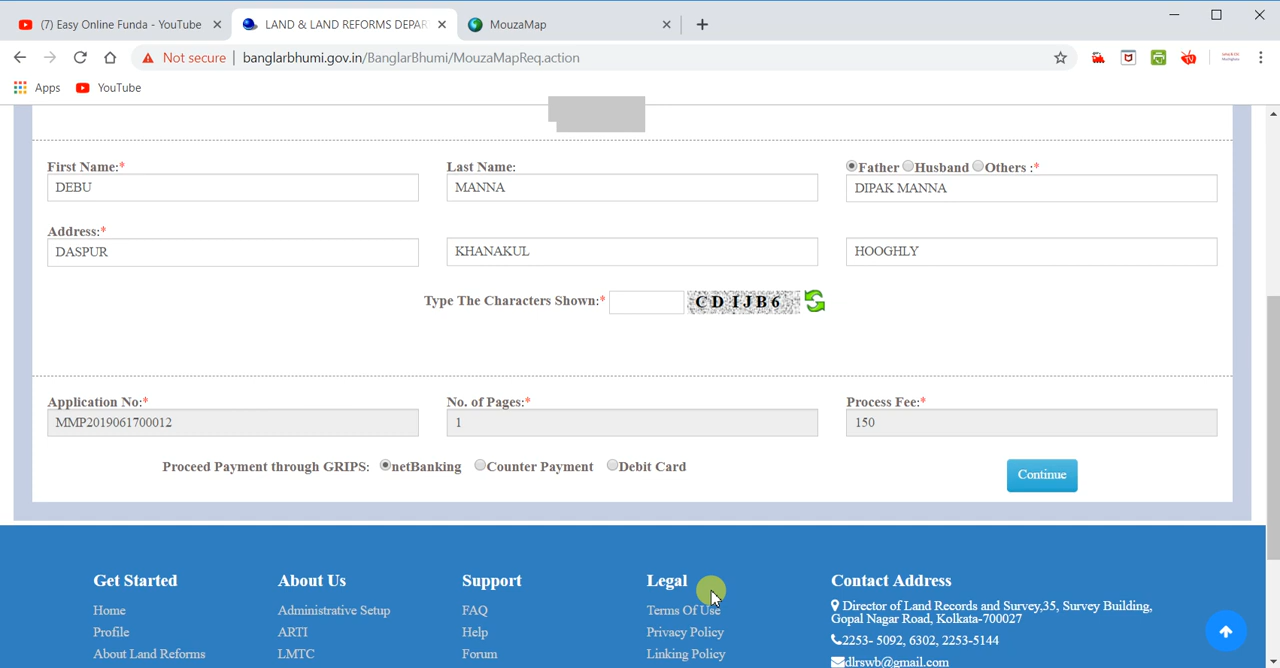 (7) Easy Online Funda - YouTube
LAND & LAND REFORMS DEPAR
MouzaMap
Not secure | banglarbhumi.gov.in/BanglarBhumi/MouzaMapReq.action
Apps YouTube
First Name:* Last Name: Father Husband Others :*
DEBU MANNA DIPAK MANNA
Address:*
DASPUR KHANAKUL HOOGHLY
Type The Characters Shown:* CDIJB6
Application No:* No. of Pages:* Process Fee:*
MMP2019061700012 1 150
Proceed Payment through GRIPS: netBanking Counter Payment Debit Card
Continue
Get Started About Us Support Legal Contact Address
Home Administrative Setup FAQ Terms Of Use Director of Land Records and Survey,35, Survey Building,
Gopal Nagar Road, Kolkata-700027
Profile ARTI Help Privacy Policy 2253- 5092, 6302, 2253-5144
About Land Reforms LMTC Forum Linking Policy dlrswb@gmail.com